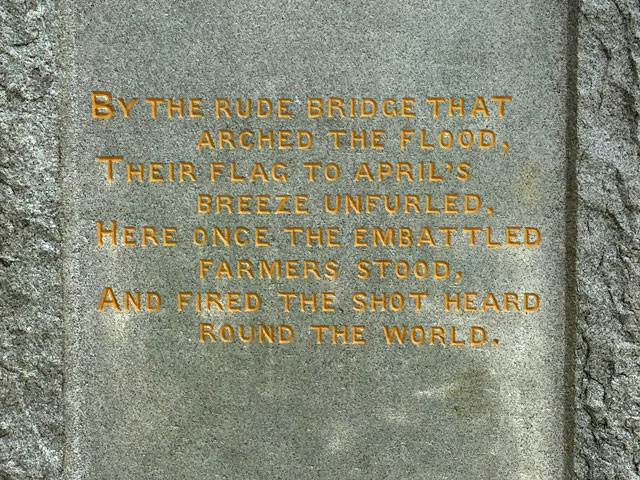 BY THE RUDE BRIDGE THAT
ARCHED THE FLOOD,
THEIR FLAG TO APRIL'S
BREEZE UNFURLED,
HERE ONCE THE EMBATTLED
FARMERS STOOD,
AND FIRED THE SHOT HEARD
ROUND THE WORLD.